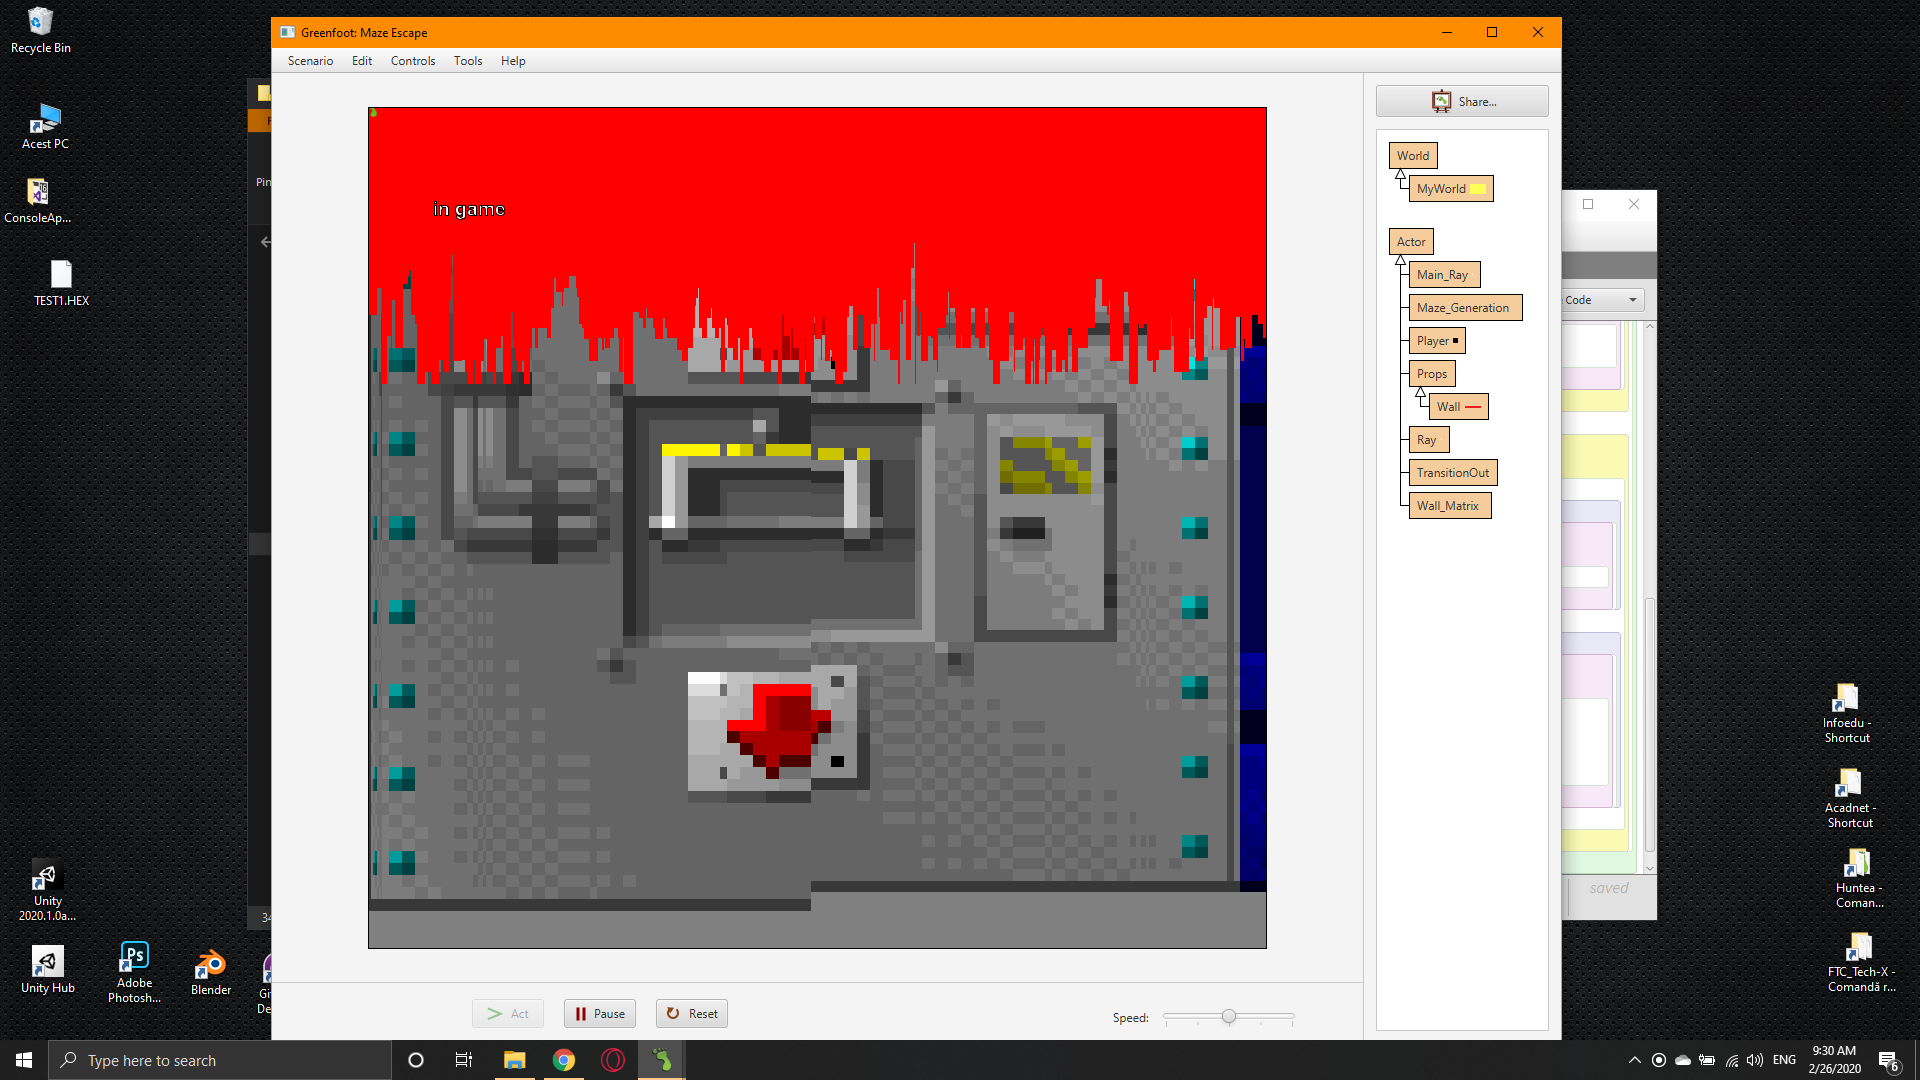 Recycle Bin
Acest PC
ConsoleAp...
TEST1.HEX
Unity
2020.1.0a...
Unity Hub
Adobe
Photosh...
Blender
Pin
34
Greenfoot: Maze Escape
Scenario
Edit
Controls
Tools
Help
in game
Share...
World
MyWorld
Actor
Main_Ray
Maze_Generation
Player
Props
Wall
Ray
TransitionOut
Wall_Matrix
Act
Pause
Reset
Speed:
Code
saved
Infoedu -
Shortcut
Acadnet -
Shortcut
Huntea -
Coman...
FTC_Tech-X -
Comandă r...
Type here to search
ENG
9:30 AM
2/26/2020
6